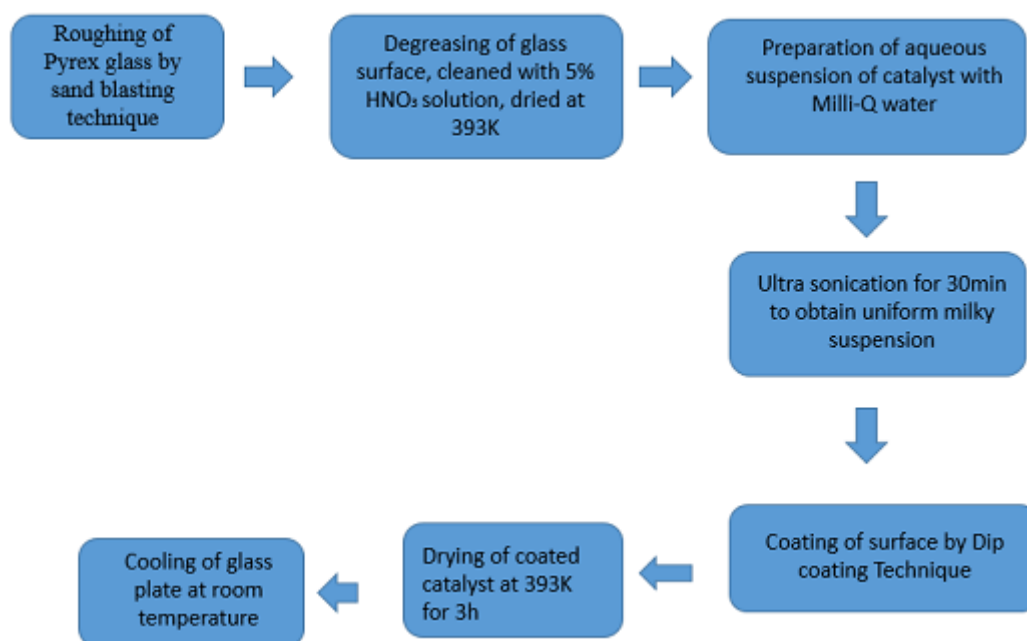 Roughing of
Pyrex glass by
sand blasting
technique
Degreasing of glass
surface, cleaned with 5%
HNO₃ solution, dried at
393K
Preparation of aqueous
suspension of catalyst with
Milli-Q water
Ultra sonication for 30min
to obtain uniform milky
suspension
Coating of surface by Dip
coating Technique
Drying of coated
catalyst at 393K
for 3h
Cooling of glass
plate at room
temperature